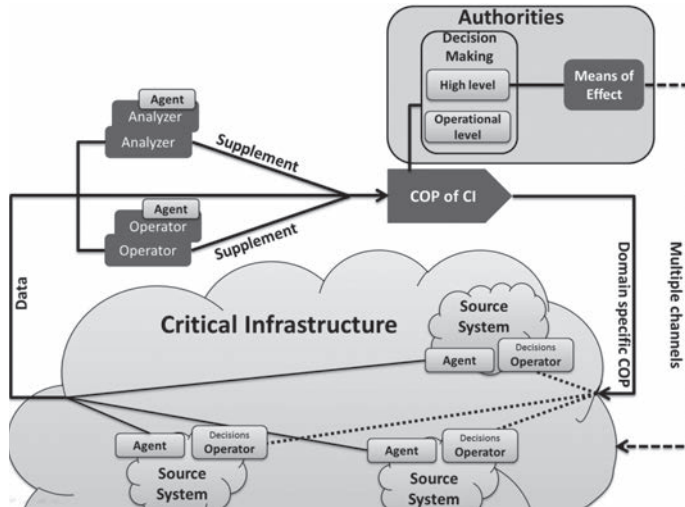 Authorities
Decision
Making
High level
Operational
level
Means of
Effect
Agent
Analyzer
Analyzer
Supplement
COP of CI
Agent
Operator
Operator
Supplement
Data
Domain specific COP
Multiple channels
Critical Infrastructure
Source
System
Agent
Decisions
Operator
Agent
Decisions
Operator
Source
System
Agent
Decisions
Operator
Source
System